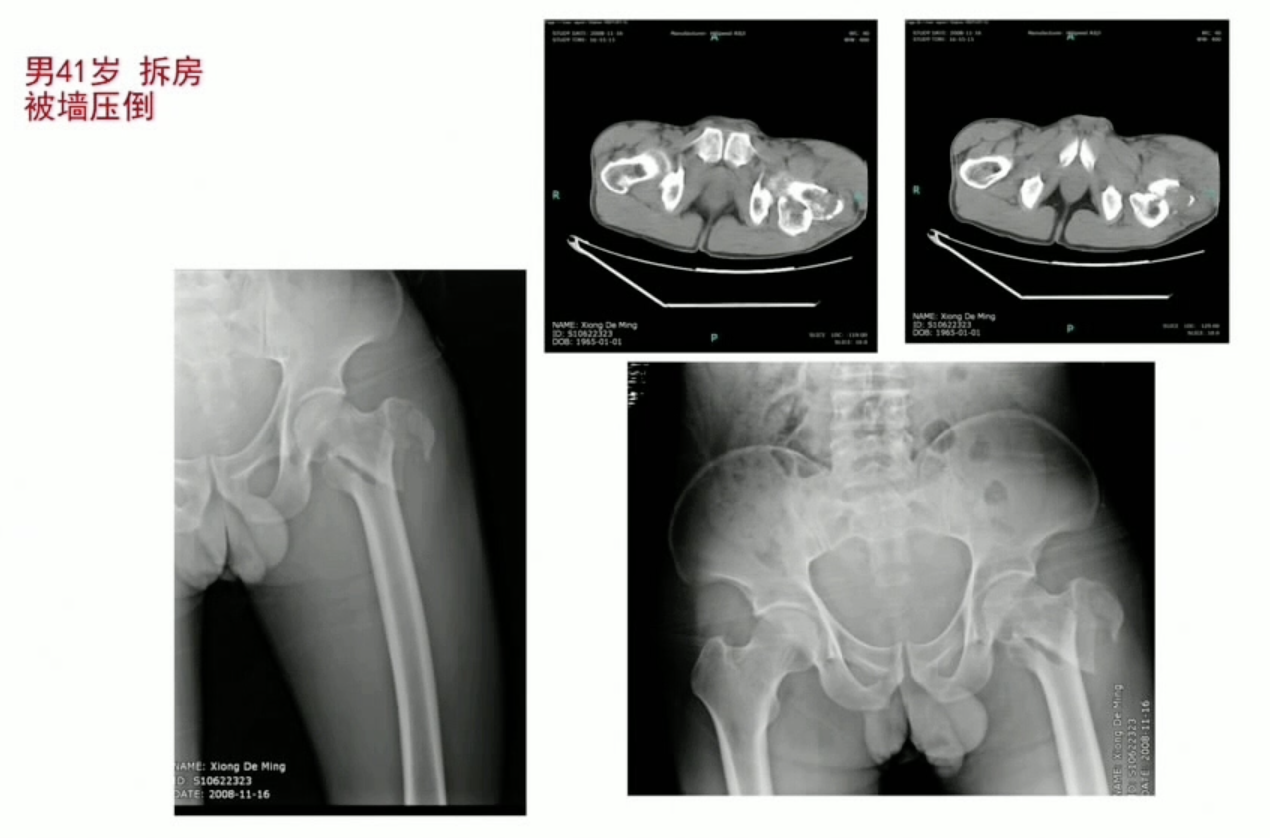 男41岁 拆房
被墙压倒
A
R
NAME: Xiong De Ming
ID: S10622323
DOB: 1965-01-01
P
A
R
NAME: Xiong De Ming
ID: S10622323
DOB: 1965-01-01
P
NAME: Xiong De Ming
ID S10622323
DATE: 2008-11-16
NAME: Xiong De Ming
ID: S10622323
DATE: 2008-11-16